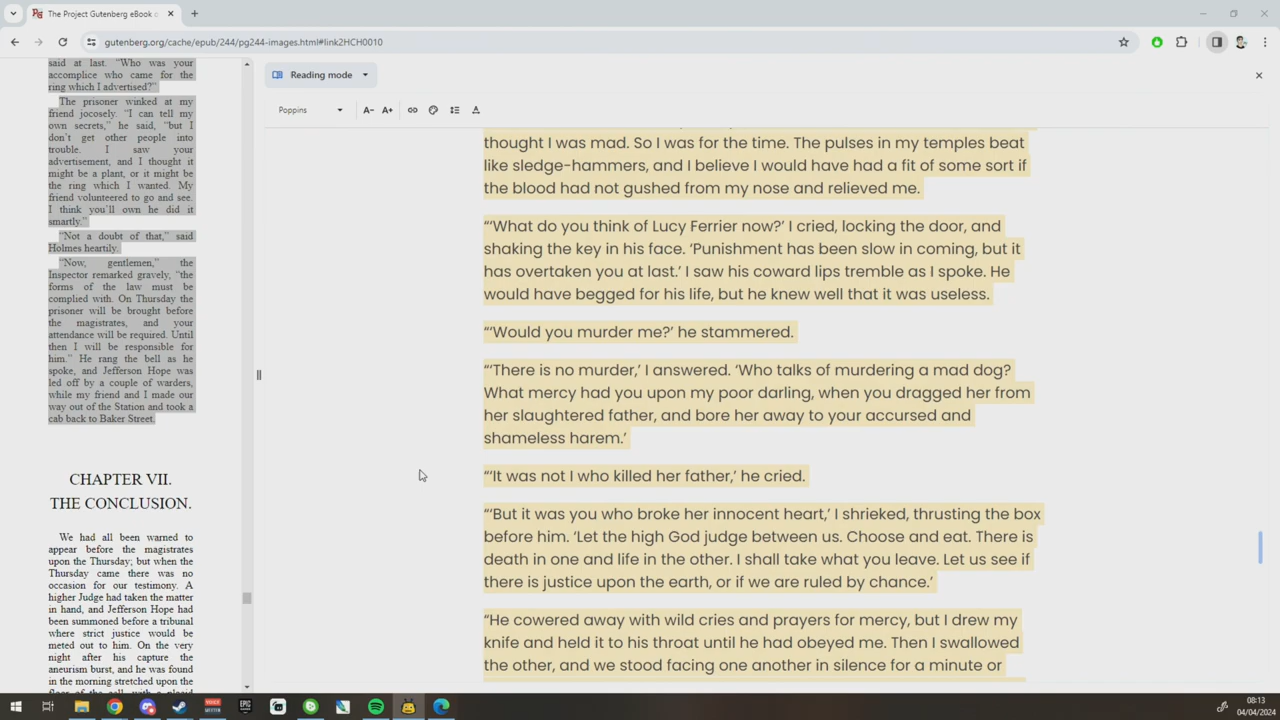 The Project Gutenberg eBook o
gutenberg.org/cache/epub/244/pg244-images.html#link2HCH0010
said at last. “Who was your
accomplice who came for the
ring which I advertised?”
The prisoner winked at my
friend jocosely. “I can tell my
own secrets,” he said, “but I
don’t get other people into
trouble. I saw your
advertisement, and I thought it
might be a plant, or it might be
the ring which I wanted. My
friend volunteered to go and see.
I think you’ll own he did it
smartly.”
“Not a doubt of that,” said
Holmes heartily.
“Now, gentlemen,” the
Inspector remarked gravely, “the
forms of the law must be
complied with. On Thursday the
prisoner will be brought before
the magistrates, and your
attendance will be required. Until
then I will be responsible for
him.” He rang the bell as he
spoke, and Jefferson Hope was
led off by a couple of warders,
while my friend and I made our
way out of the Station and took a
cab back to Baker Street.
CHAPTER VII.
THE CONCLUSION.
We had all been warned to
appear before the magistrates
upon the Thursday; but when the
Thursday came there was no
occasion for our testimony. A
higher Judge had taken the matter
in hand, and Jefferson Hope had
been summoned before a tribunal
where strict justice would be
meted out to him. On the very
night after his capture the
aneurism burst, and he was found
in the morning stretched upon the
floor of the cell, with a placid
Reading mode
Poppins
thought I was mad. So I was for the time. The pulses in my temples beat
like sledge-hammers, and I believe I would have had a fit of some sort if
the blood had not gushed from my nose and relieved me.
“‘What do you think of Lucy Ferrier now?’ I cried, locking the door, and
shaking the key in his face. ‘Punishment has been slow in coming, but it
has overtaken you at last.’ I saw his coward lips tremble as I spoke. He
would have begged for his life, but he knew well that it was useless.
“‘Would you murder me?’ he stammered.
“‘There is no murder,’ I answered. ‘Who talks of murdering a mad dog?
What mercy had you upon my poor darling, when you dragged her from
her slaughtered father, and bore her away to your accursed and
shameless harem.’
“‘It was not I who killed her father,’ he cried.
“‘But it was you who broke her innocent heart,’ I shrieked, thrusting the box
before him. ‘Let the high God judge between us. Choose and eat. There is
death in one and life in the other. I shall take what you leave. Let us see if
there is justice upon the earth, or if we are ruled by chance.’
“He cowered away with wild cries and prayers for mercy, but I drew my
knife and held it to his throat until he had obeyed me. Then I swallowed
the other, and we stood facing one another in silence for a minute or
08:13
04/04/2024